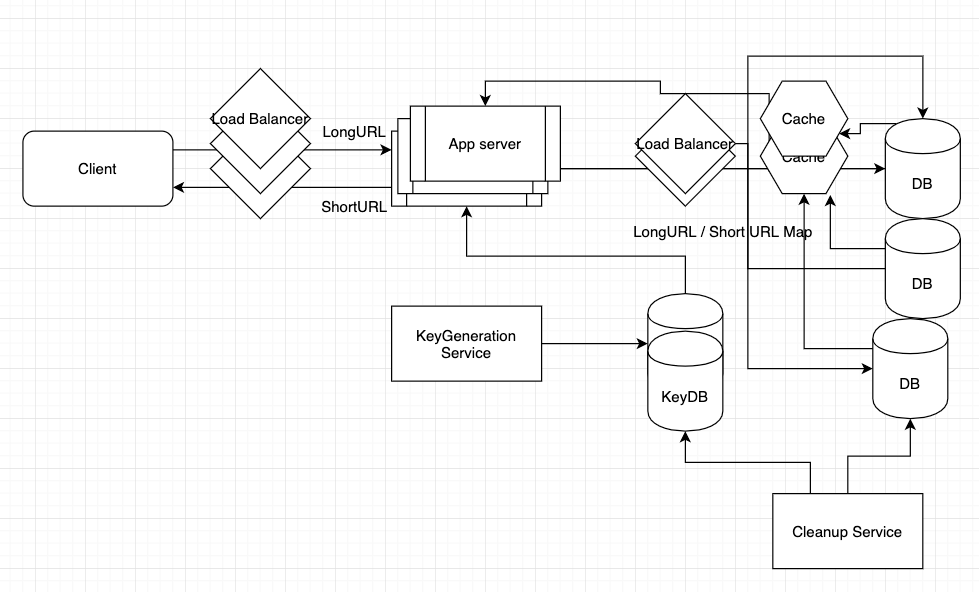 Load Balancer
LongURL
Client
App server
ShortURL
Load Balancer
Cache
Cache
DB
LongURL / Short URL Map
DB
KeyGeneration
Service
KeyDB
DB
Cleanup Service